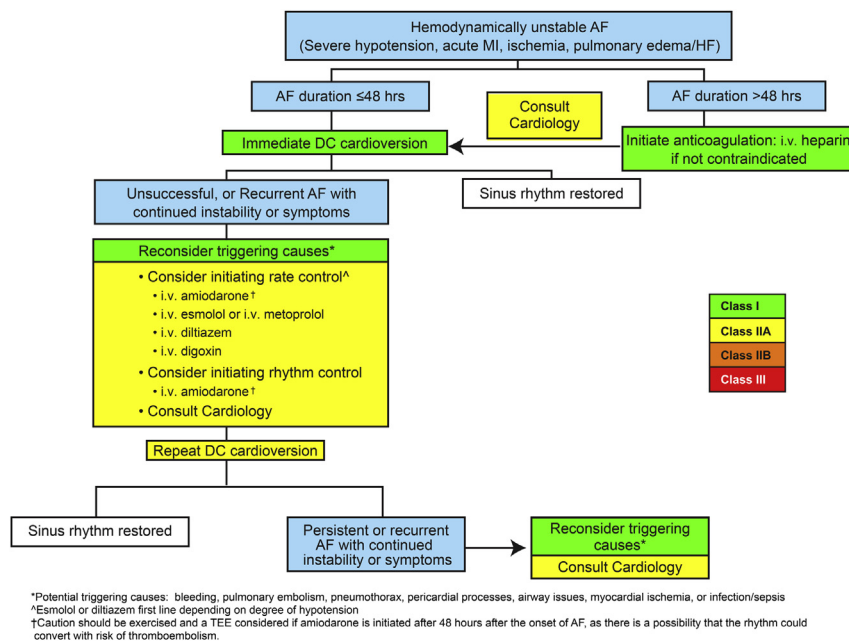 Hemodynamically unstable AF
(Severe hypotension, acute MI, ischemia, pulmonary edema/HF)
AF duration ≤48 hrs
Consult
Cardiology
AF duration >48 hrs
Immediate DC cardioversion
Initiate anticoagulation: i.v. heparin
if not contraindicated
Unsuccessful, or Recurrent AF with
continued instability or symptoms
Sinus rhythm restored
Reconsider triggering causes*
• Consider initiating rate control^
• i.v. amiodarone†
• i.v. esmolol or i.v. metoprolol
• i.v. diltiazem
• i.v. digoxin
• Consider initiating rhythm control
• i.v. amiodarone†
• Consult Cardiology
Class I
Class IIA
Class IIB
Class III
Repeat DC cardioversion
Sinus rhythm restored
Persistent or recurrent
AF with continued
instability or symptoms
Reconsider triggering
causes*
Consult Cardiology
*Potential triggering causes: bleeding, pulmonary embolism, pneumothorax, pericardial processes, airway issues, myocardial ischemia, or infection/sepsis
^Esmolol or diltiazem first line depending on degree of hypotension
†Caution should be exercised and a TEE considered if amiodarone is initiated after 48 hours after the onset of AF, as there is a possibility that the rhythm could
convert with risk of thromboembolism.